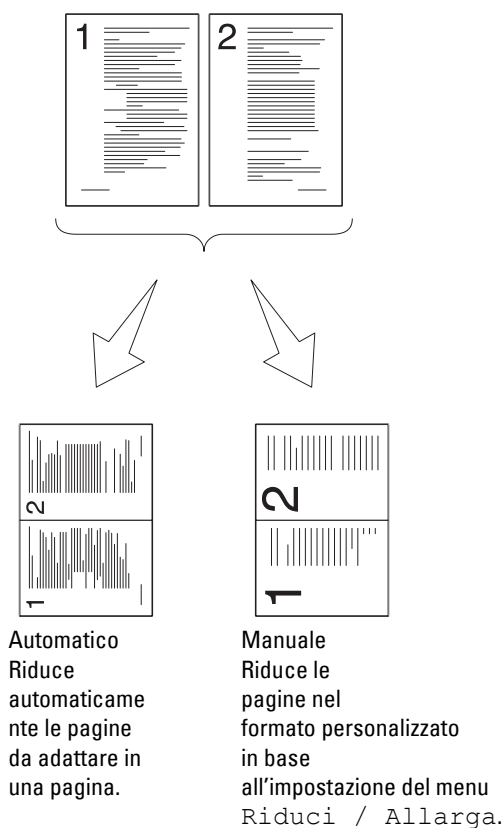 1
2
2
1
2
1
Automatico
Riduce
automaticame
nte le pagine
da adattare in
una pagina.
Manuale
Riduce le
pagine nel
formato personalizzato
in base
all'impostazione del menu
Riduci / Allarga.